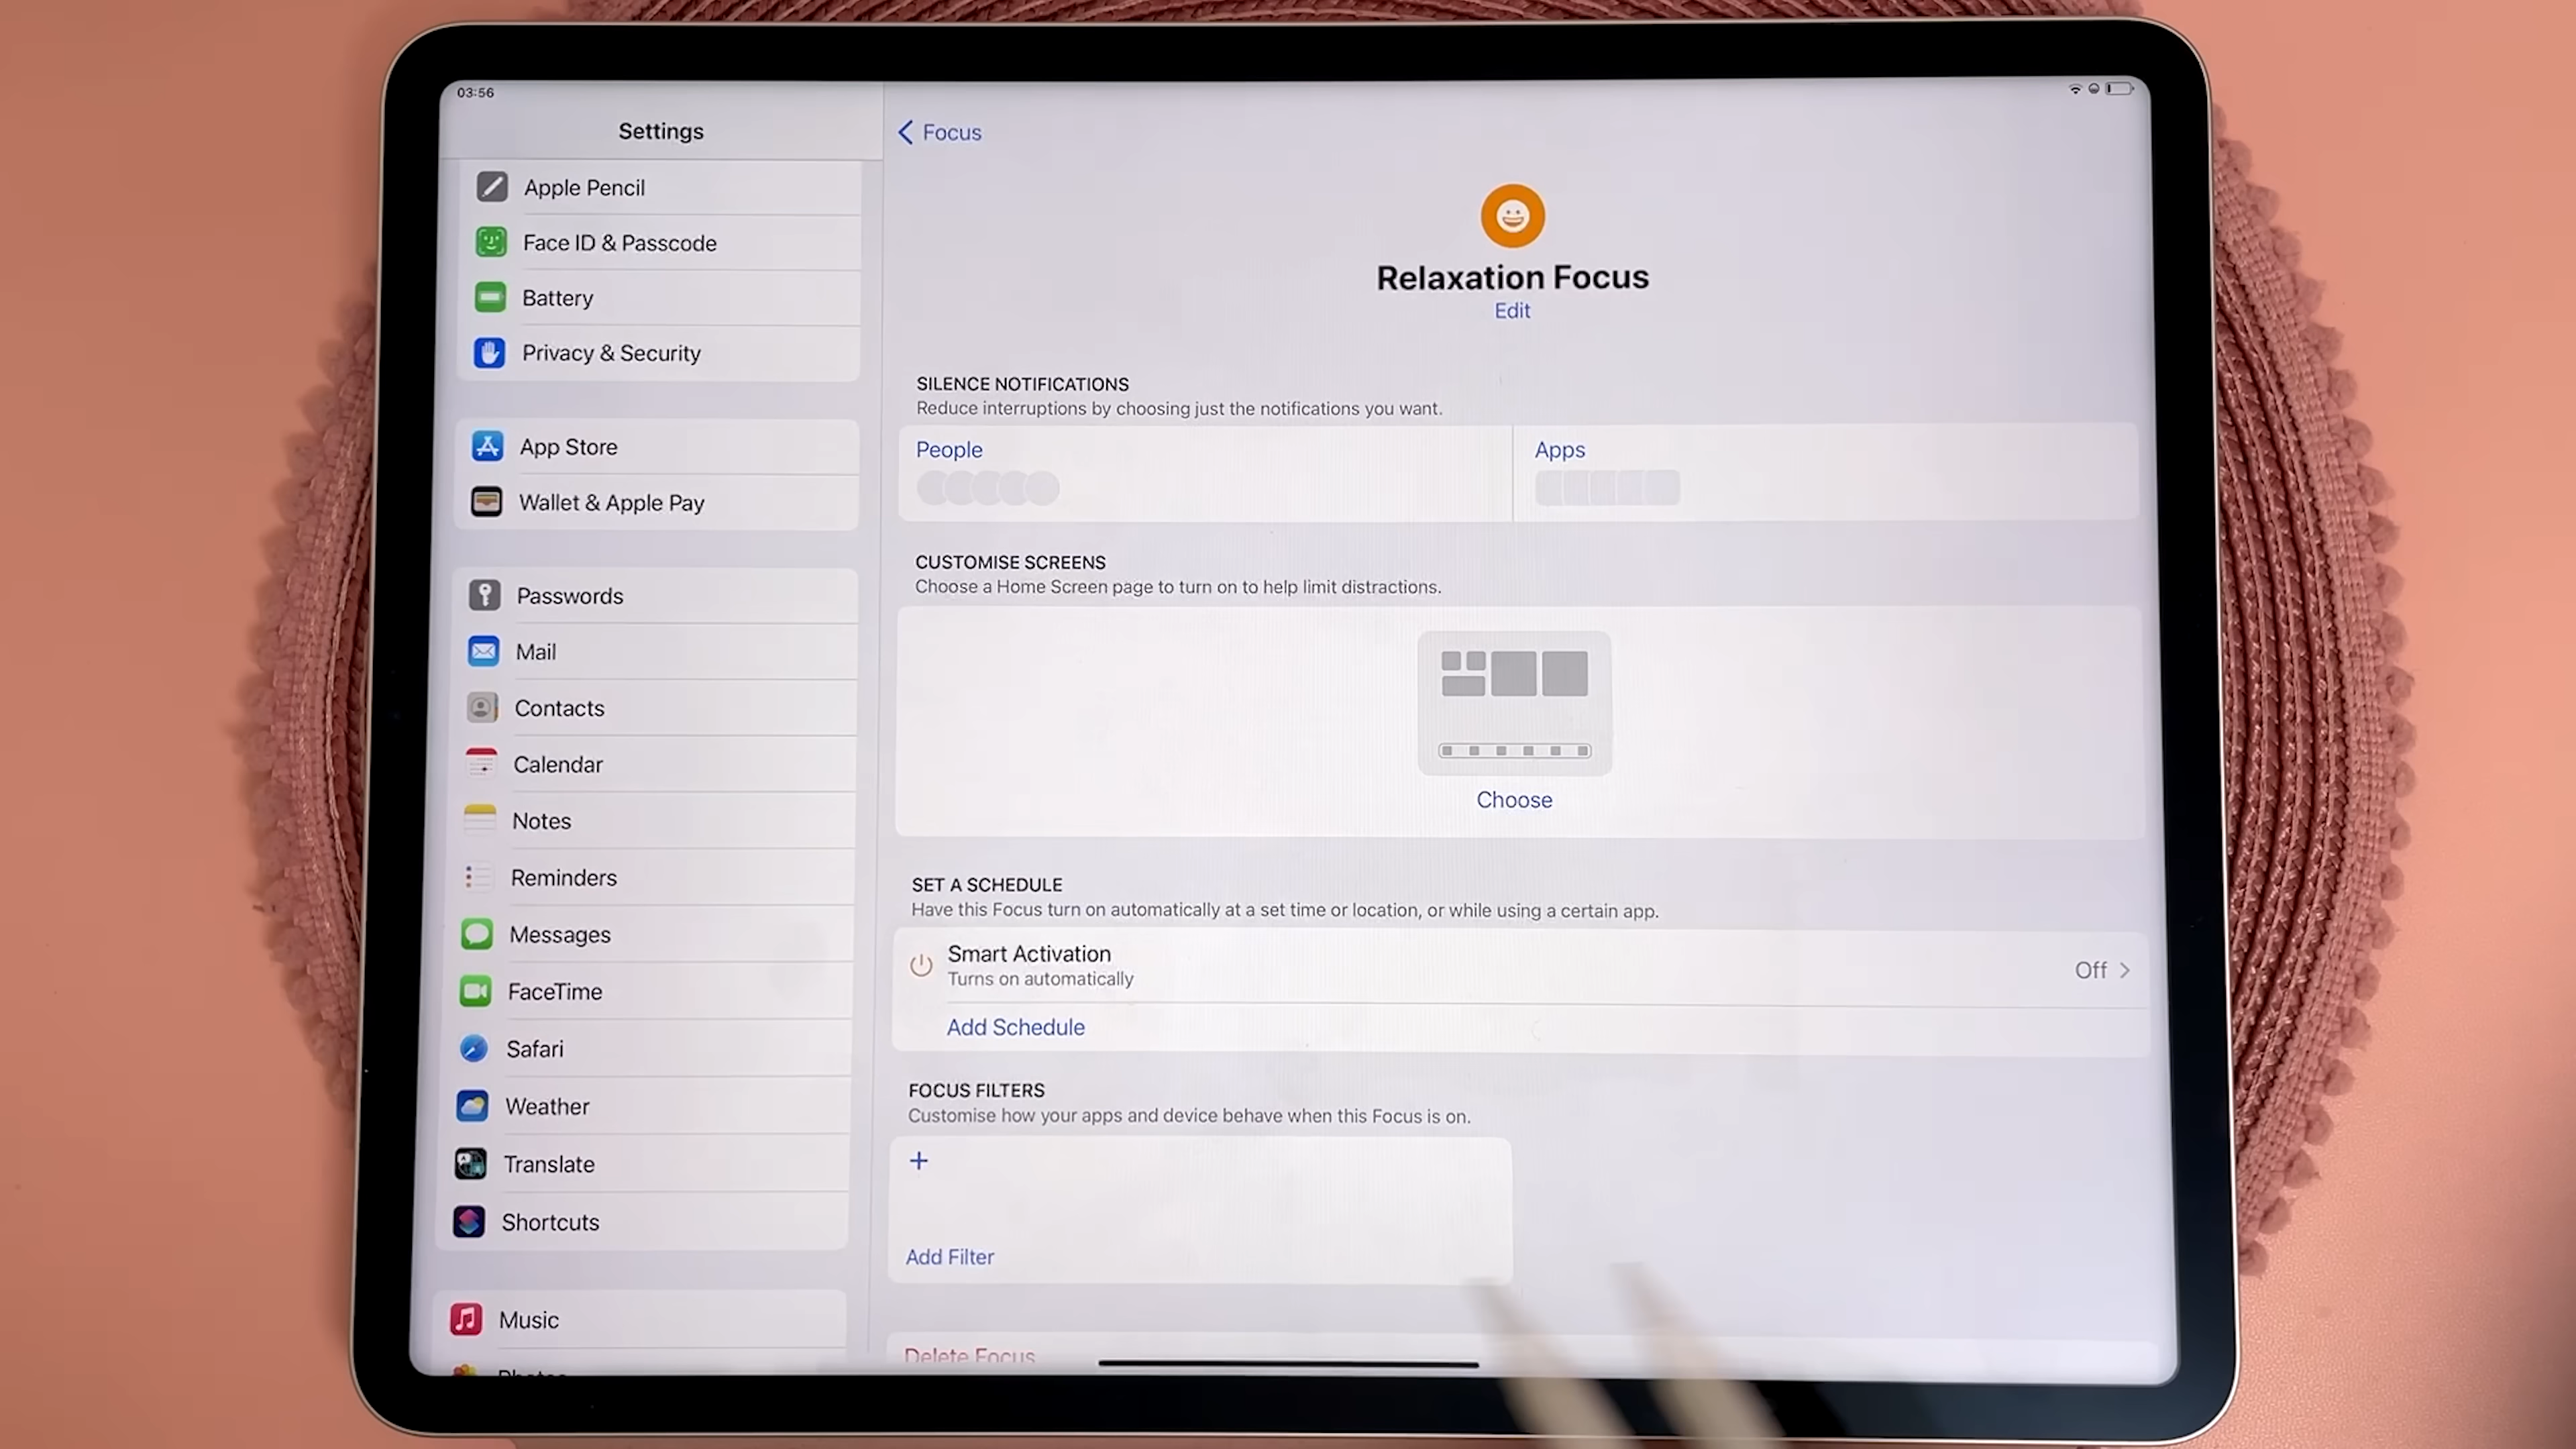 03:56
Settings
Apple Pencil
Face ID & Passcode
Battery
Privacy & Security
App Store
Wallet & Apple Pay
Passwords
Mail
Contacts
Calendar
Notes
Reminders
Messages
FaceTime
Safari
Weather
Translate
Shortcuts
Music
Photos
Focus
Relaxation Focus
Edit
SILENCE NOTIFICATIONS
Reduce interruptions by choosing just the notifications you want.
People
Apps
CUSTOMISE SCREENS
Choose a Home Screen page to turn on to help limit distractions.
Choose
SET A SCHEDULE
Have this Focus turn on automatically at a set time or location, or while using a certain app.
Smart Activation
Turns on automatically
Off
Add Schedule
FOCUS FILTERS
Customise how your apps and device behave when this Focus is on.
+
Add Filter
Delete Focus